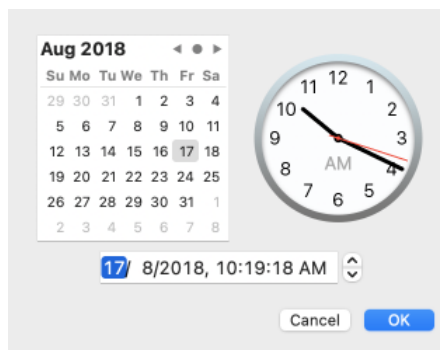 Aug 2018
Su Mo Tu We Th Fr Sa
29 30 31 1 2 3 4
5 6 7 8 9 10 11
12 13 14 15 16 17 18
19 20 21 22 23 24 25
26 27 28 29 30 31 1
2 3 4 5 6 7 8
12
1
2
3
4
5
6
7
8
9
10
11
AM
17/ 8/2018, 10:19:18 AM
Cancel
OK